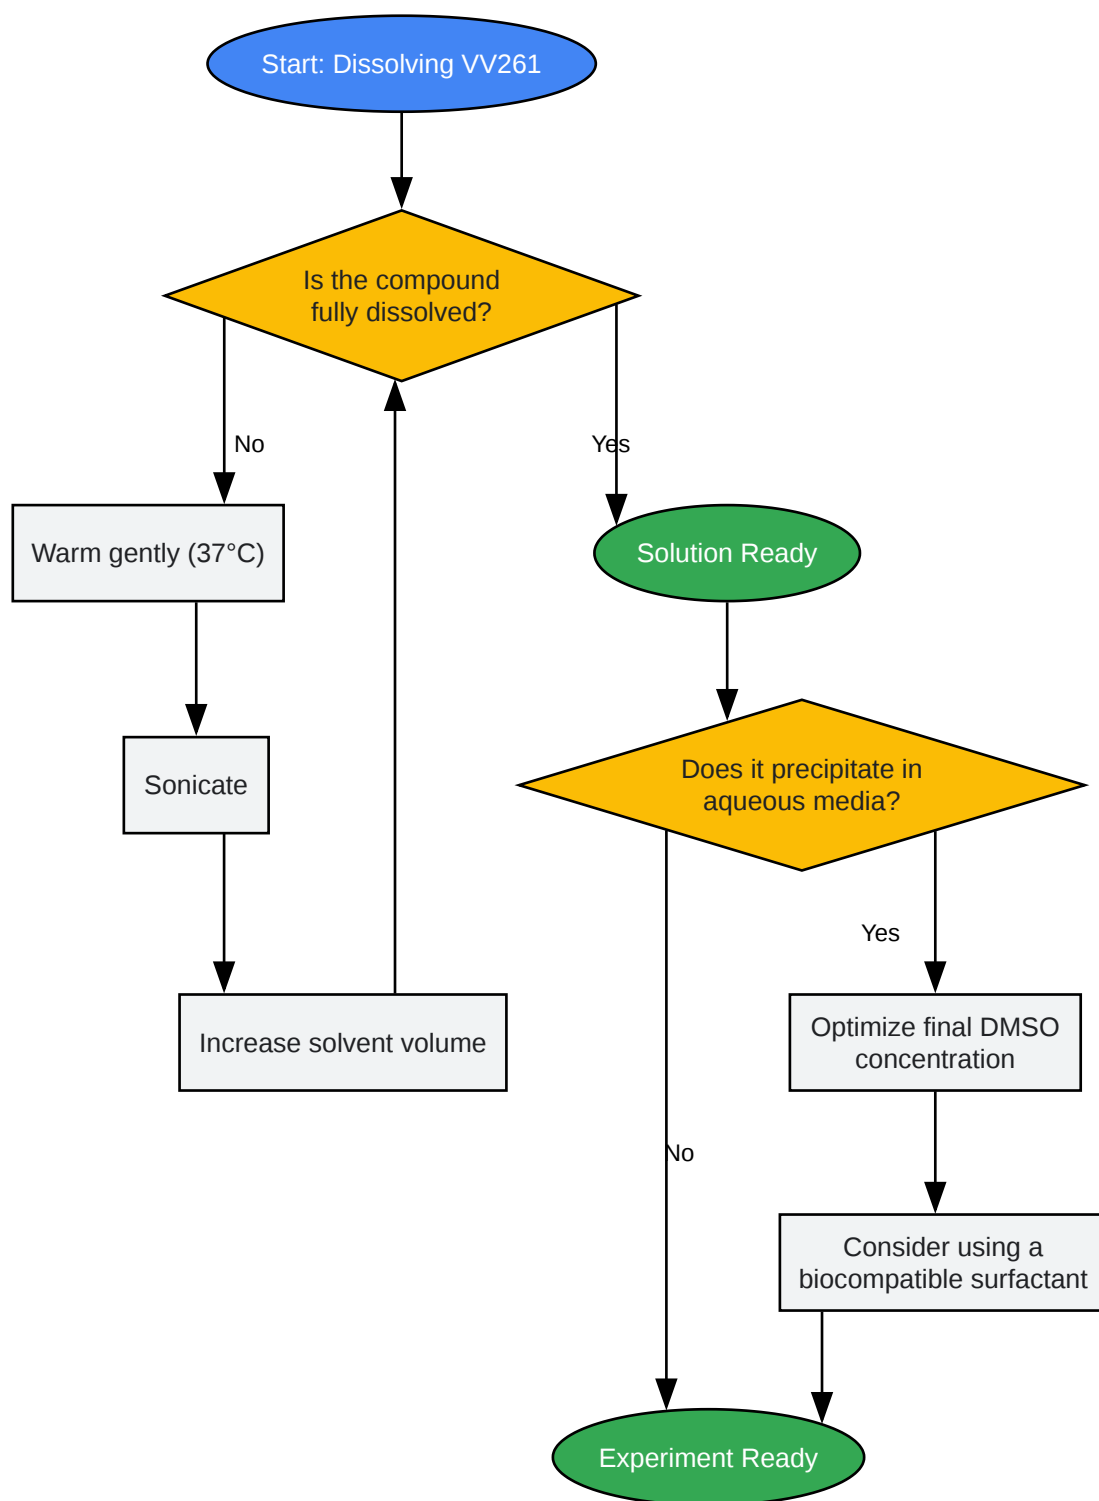 Start: Dissolving VV261
Is the compound
fully dissolved?
No
Yes
Warm gently (37°C)
Solution Ready
Sonicate
Does it precipitate in
aqueous media?
Yes
Increase solvent volume
Optimize final DMSO
concentration
No
Consider using a
biocompatible surfactant
Experiment Ready